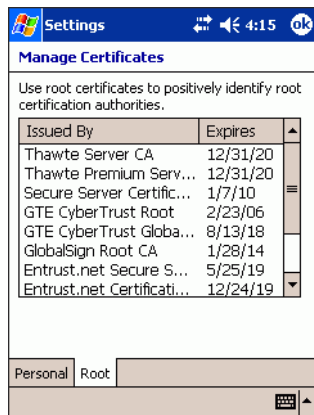 Settings 4:15 ok
Manage Certificates
Use root certificates to positively identify root
certification authorities.
Issued By Expires
Thawte Server CA 12/31/20
Thawte Premium Serv... 12/31/20
Secure Server Certific... 1/7/10
GTE CyberTrust Root 2/23/06
GTE CyberTrust Globa... 8/13/18
GlobalSign Root CA 1/28/14
Entrust.net Secure S... 5/25/19
Entrust.net Certificati... 12/24/19
Personal Root